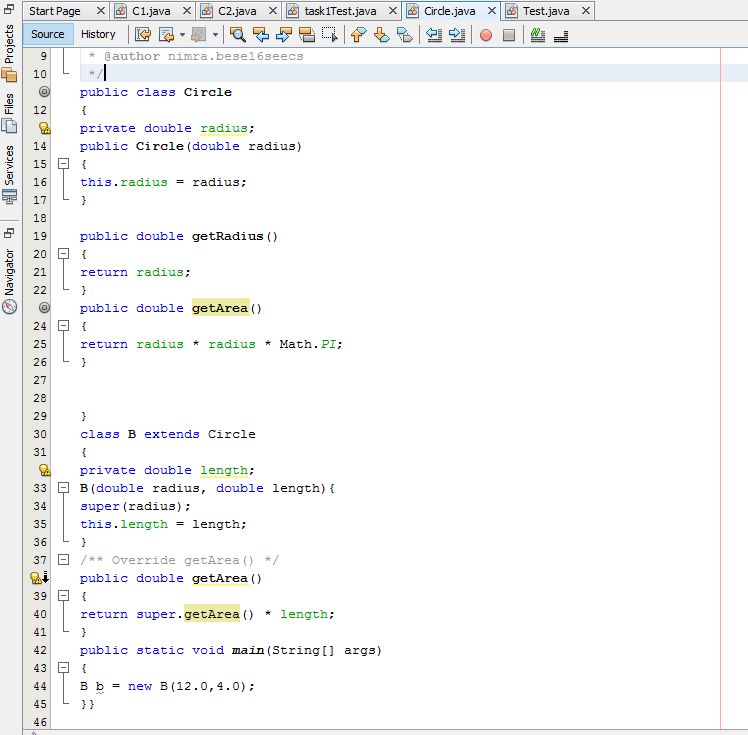 Start Page C1.java C2.java task1Test.java Circle.java Test.java
Source History
Projects
Files
Services
Navigator
9 * @author nimra.bese16seecs
10 */
public class Circle
12 {
private double radius;
14 public Circle(double radius)
15 {
16 this.radius = radius;
17 }
18
19 public double getRadius()
20 {
21 return radius;
22 }
public double getArea()
24 {
25 return radius * radius * Math.PI;
26 }
27
28
29 }
30 class B extends Circle
31 {
private double length;
33 B(double radius, double length){
34 super(radius);
35 this.length = length;
36 }
37 /** Override getArea() */
public double getArea()
39 {
40 return super.getArea() * length;
41 }
42 public static void main(String[] args)
43 {
44 B b = new B(12.0,4.0);
45 }}
46